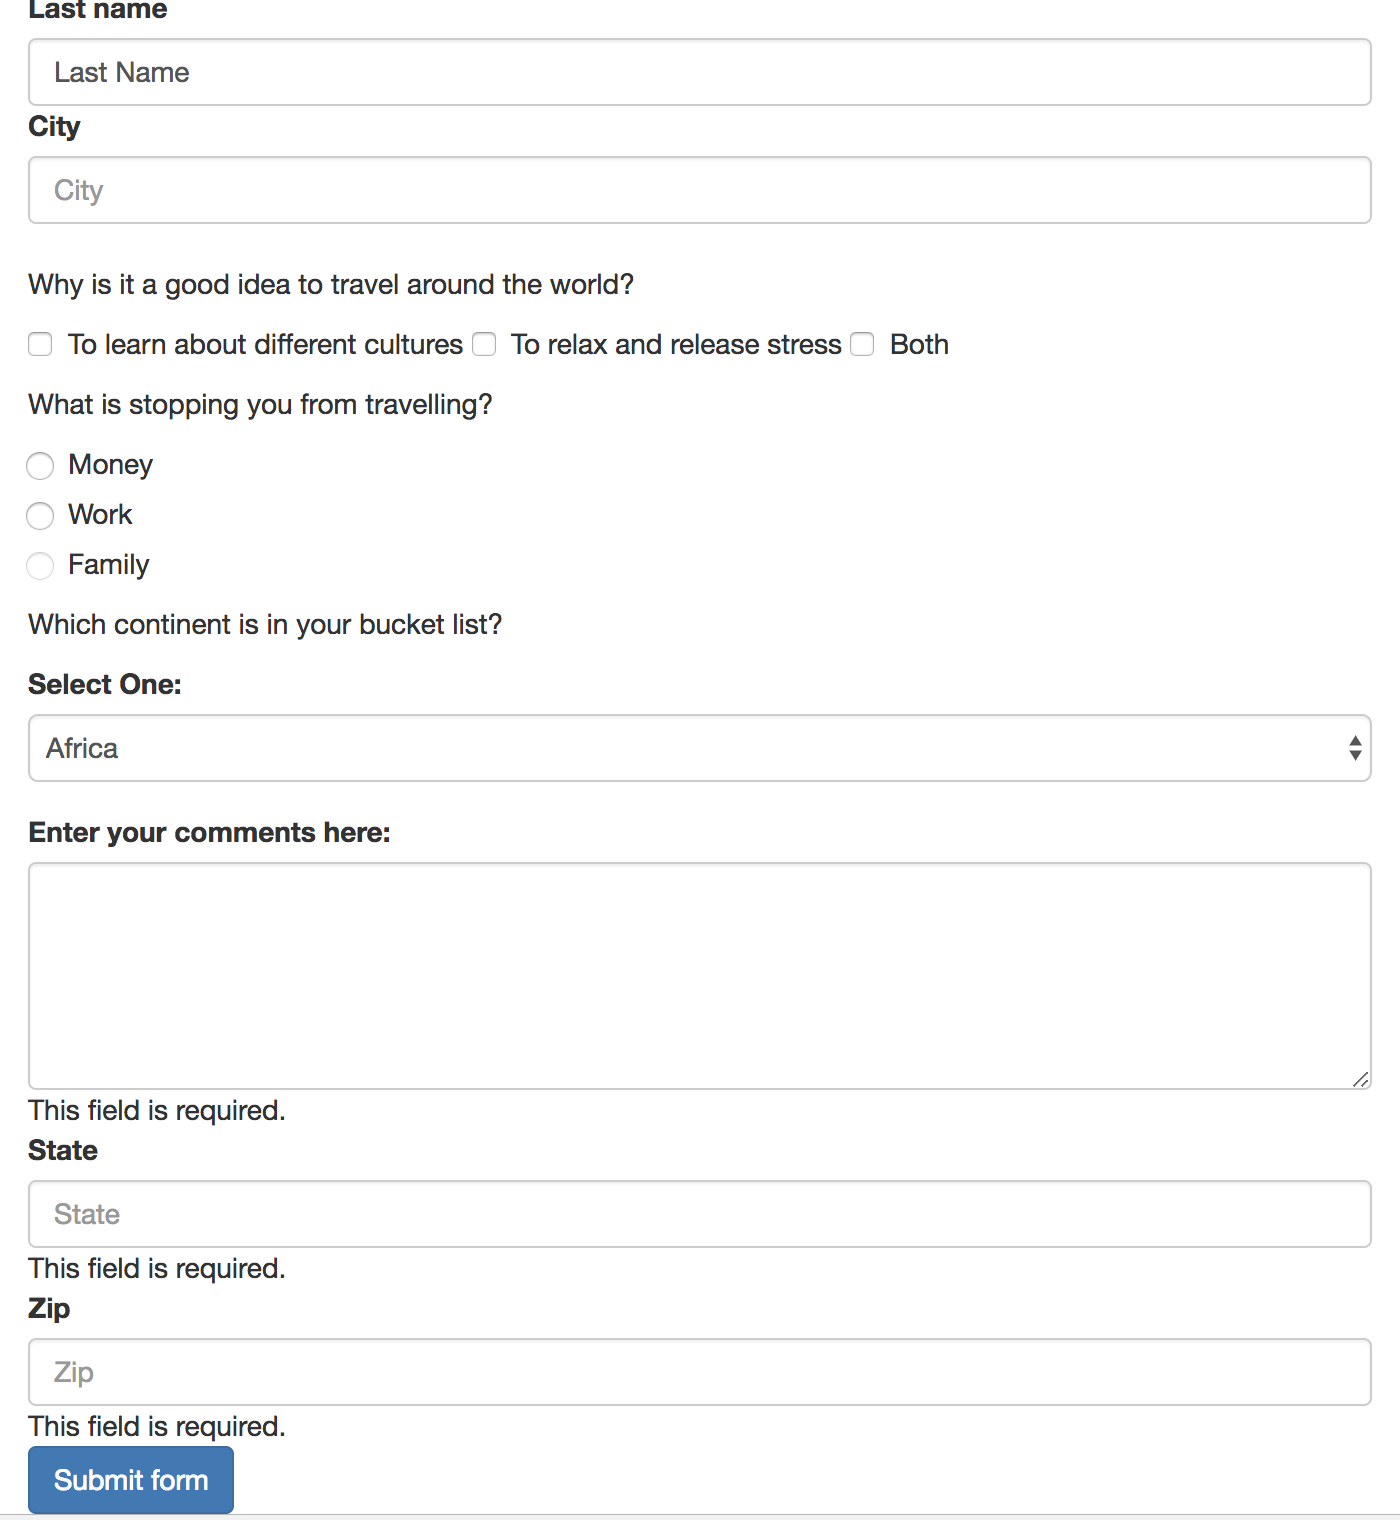 Last name
Last Name
City
City
Why is it a good idea to travel around the world?
To learn about different cultures To relax and release stress Both
What is stopping you from travelling?
Money
Work
Family
Which continent is in your bucket list?
Select One:
Africa
Enter your comments here:
This field is required.
State
State
This field is required.
Zip
Zip
This field is required.
Submit form